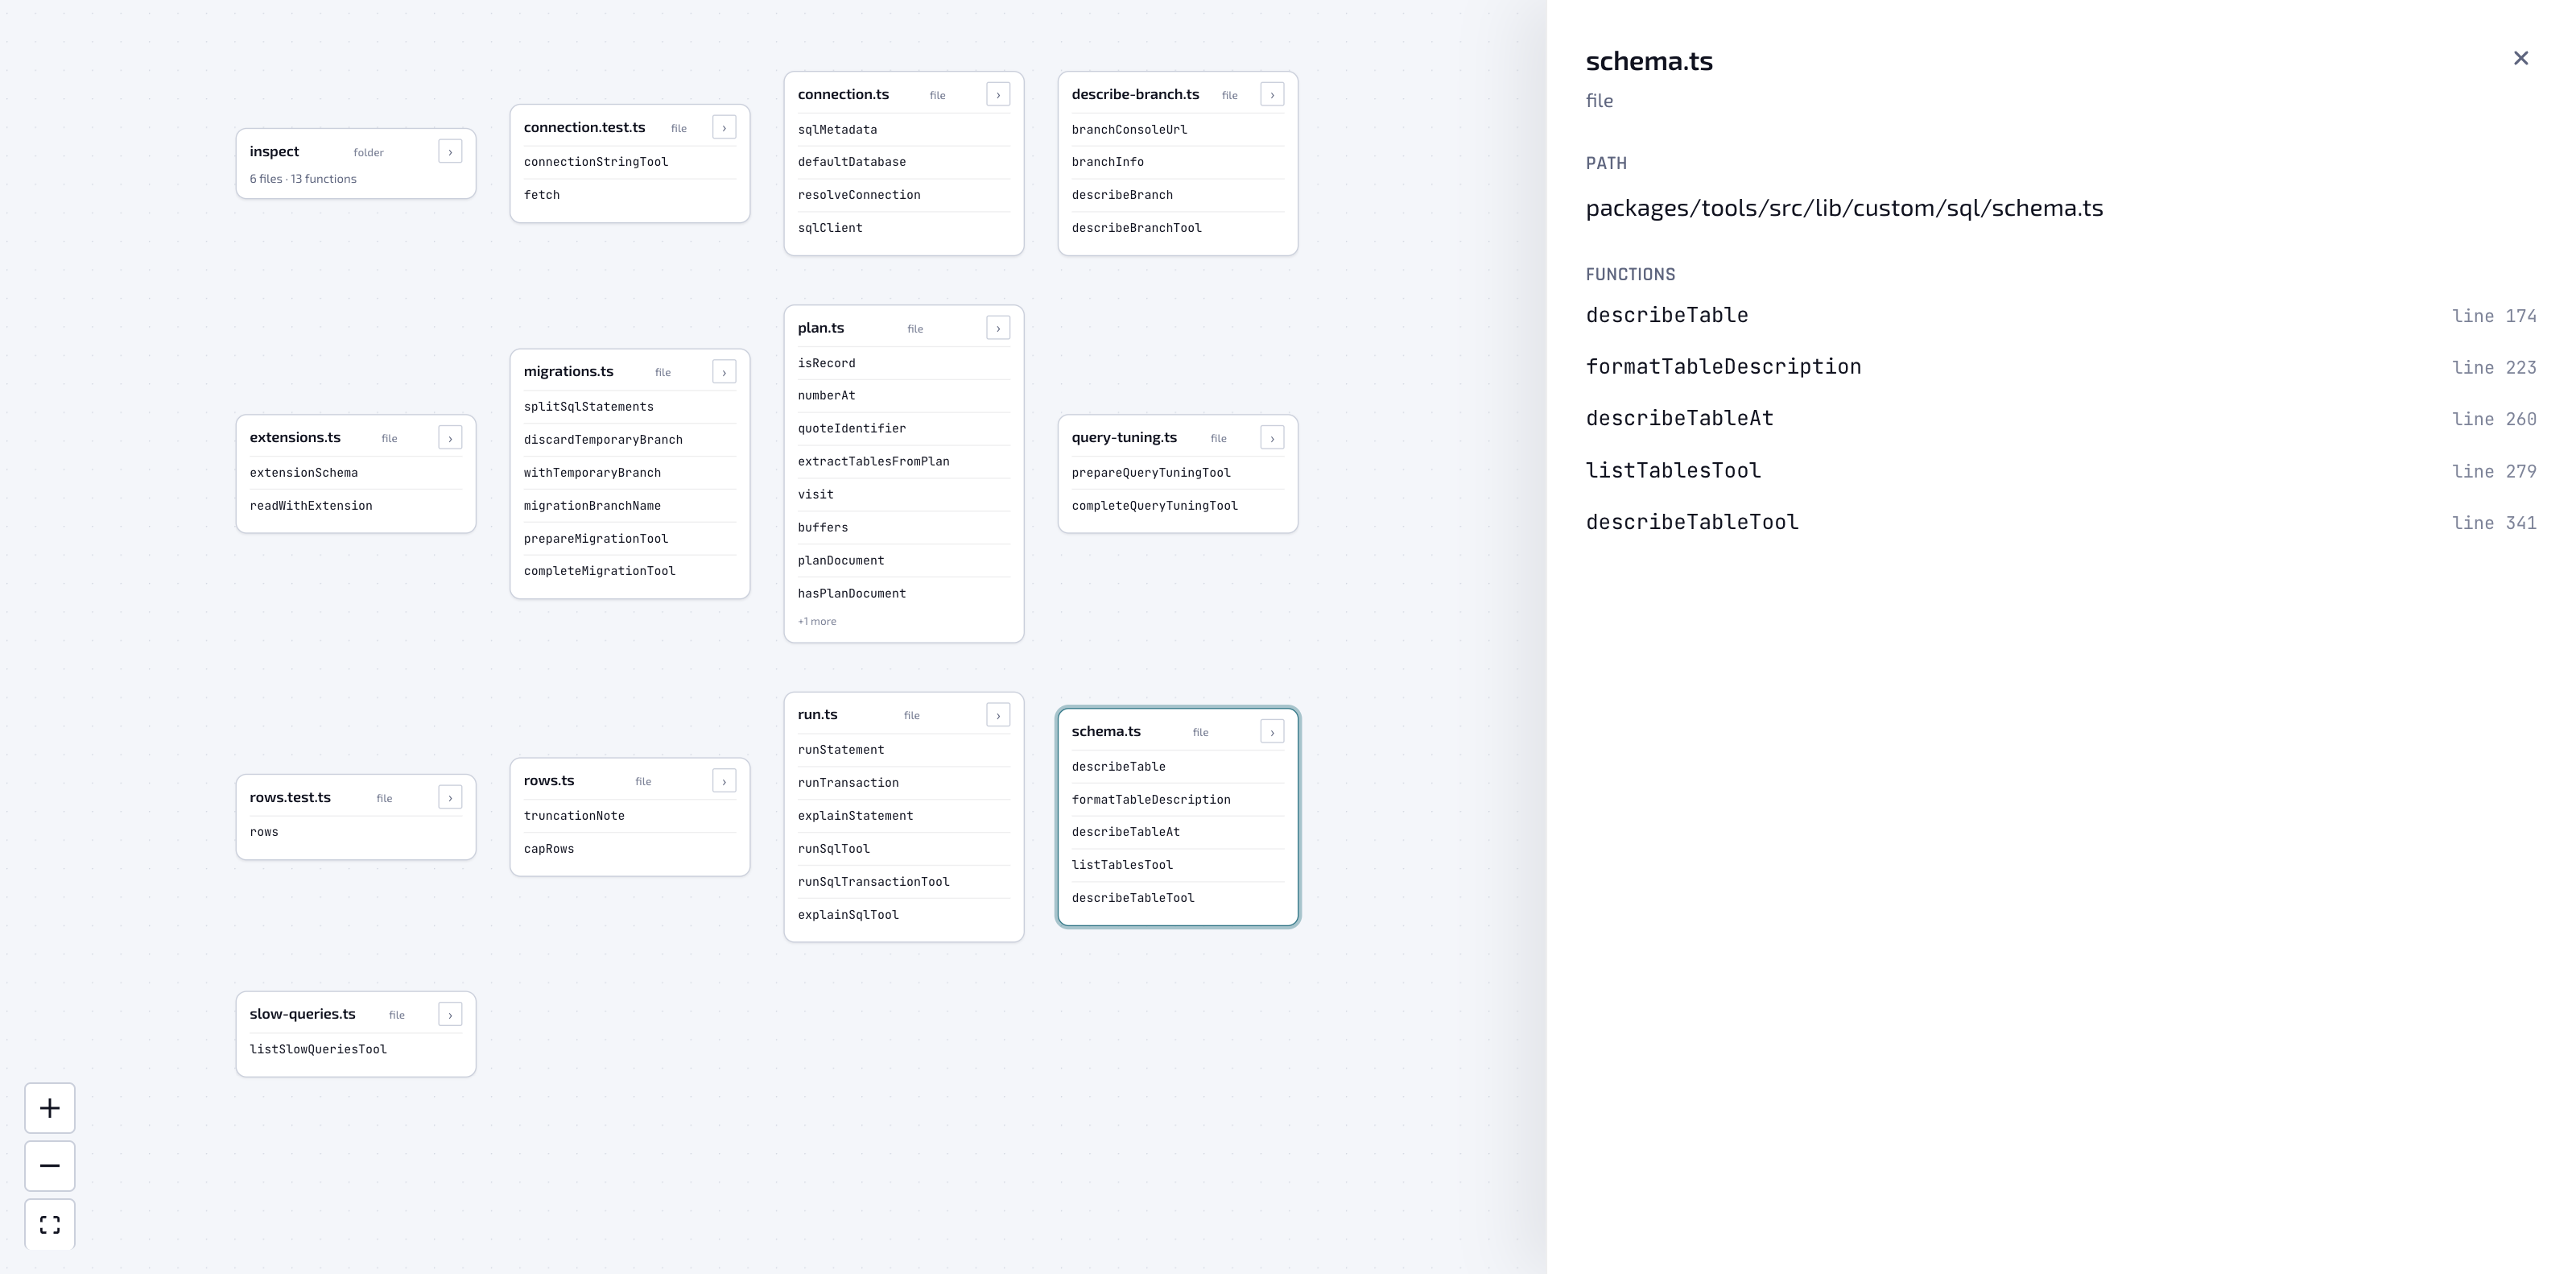 inspect folder ›
6 files · 13 functions
connection.test.ts file ›
connectionStringTool
fetch
connection.ts file ›
sqlMetadata
defaultDatabase
resolveConnection
sqlClient
describe-branch.ts file ›
branchConsoleUrl
branchInfo
describeBranch
describeBranchTool
extensions.ts file ›
extensionSchema
readWithExtension
migrations.ts file ›
splitSqlStatements
discardTemporaryBranch
withTemporaryBranch
migrationBranchName
prepareMigrationTool
completeMigrationTool
plan.ts file ›
isRecord
numberAt
quoteIdentifier
extractTablesFromPlan
visit
buffers
planDocument
hasPlanDocument
+1 more
query-tuning.ts file ›
prepareQueryTuningTool
completeQueryTuningTool
rows.test.ts file ›
rows
rows.ts file ›
truncationNote
capRows
run.ts file ›
runStatement
runTransaction
explainStatement
runSqlTool
runSqlTransactionTool
explainSqlTool
schema.ts file ›
describeTable
formatTableDescription
describeTableAt
listTablesTool
describeTableTool
slow-queries.ts file ›
listSlowQueriesTool
schema.ts
file
PATH
packages/tools/src/lib/custom/sql/schema.ts
FUNCTIONS
describeTable line 174
formatTableDescription line 223
describeTableAt line 260
listTablesTool line 279
describeTableTool line 341